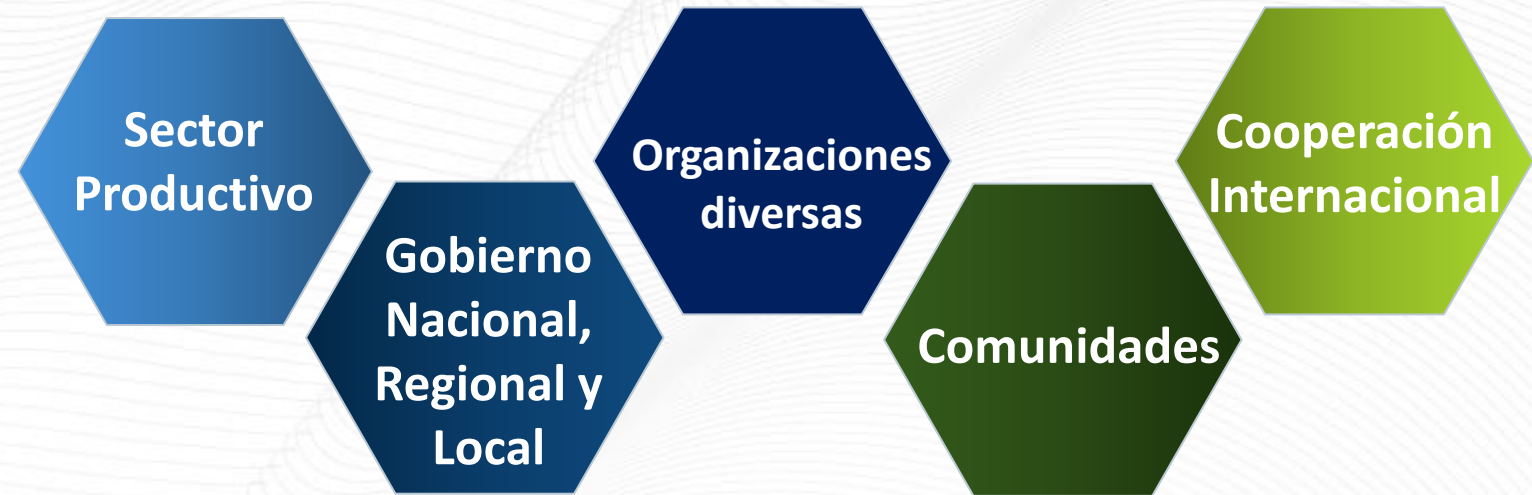 Sector
Productivo
Gobierno
Nacional,
Regional y
Local
Organizaciones
diversas
Comunidades
Cooperación
Internacional